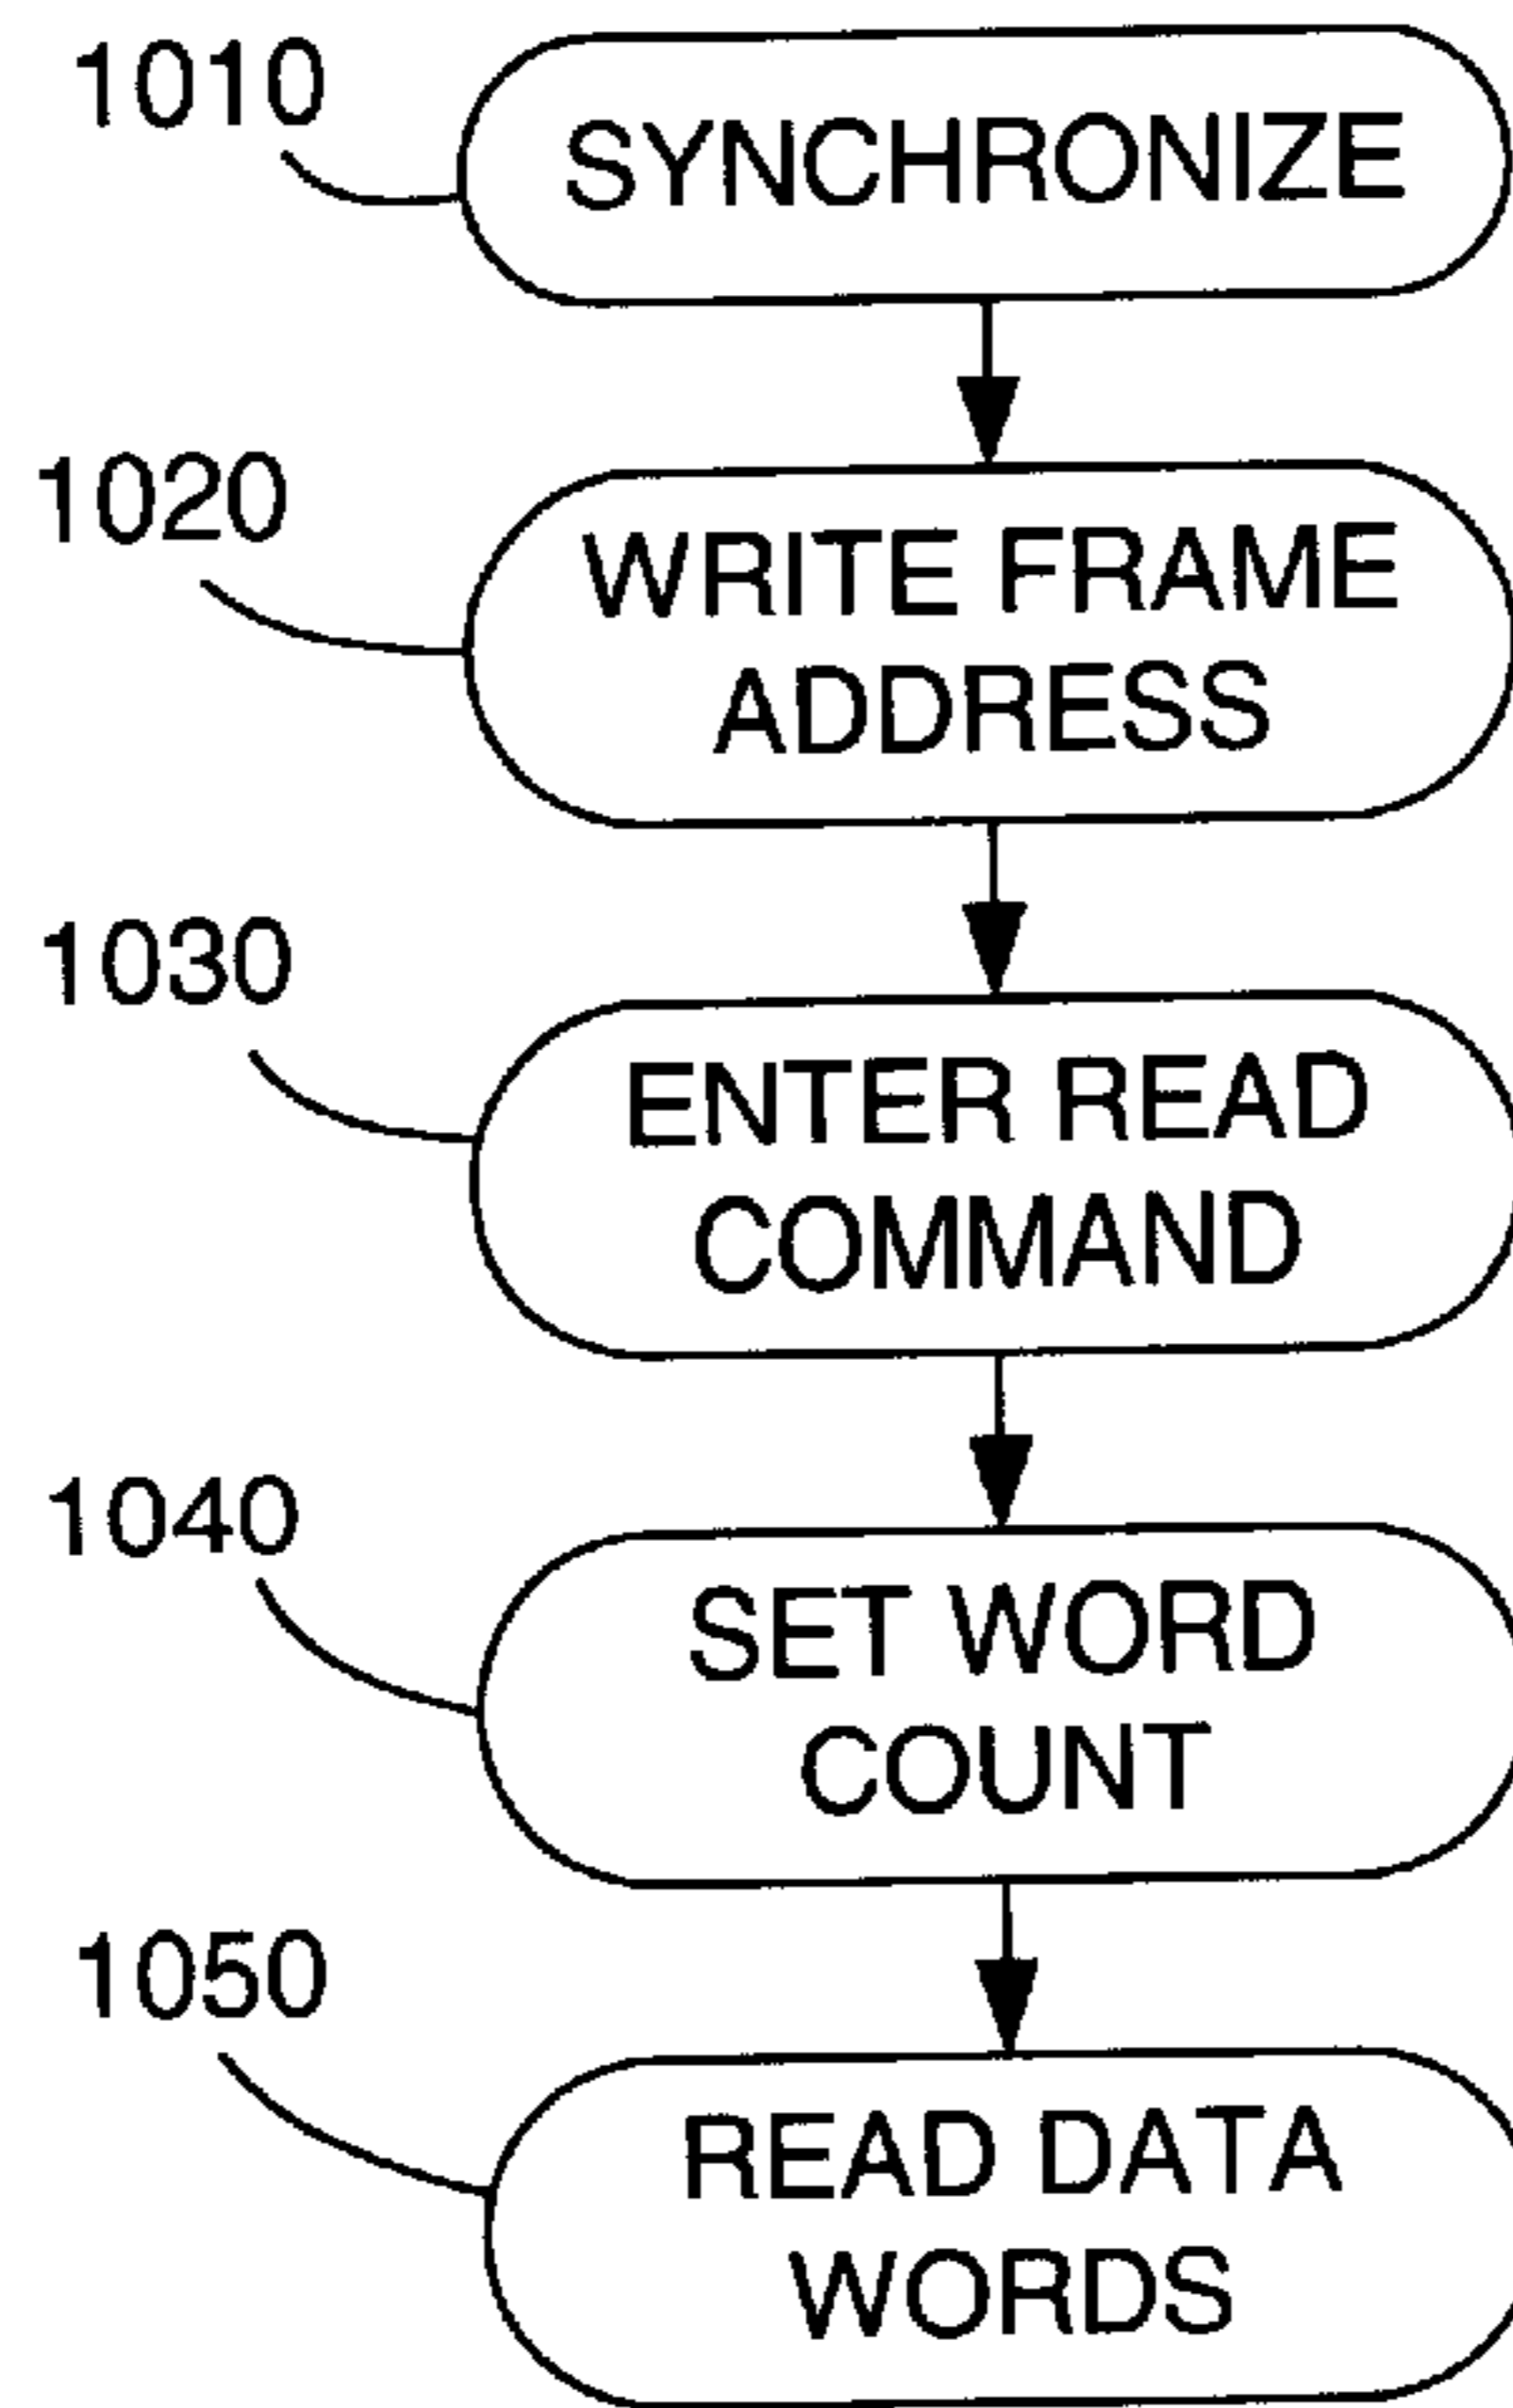 1010
SYNCHRONIZE
1020
WRITE FRAME
ADDRESS
1030
ENTER READ
COMMAND
1040
SET WORD
COUNT
1050
READ DATA
WORDS